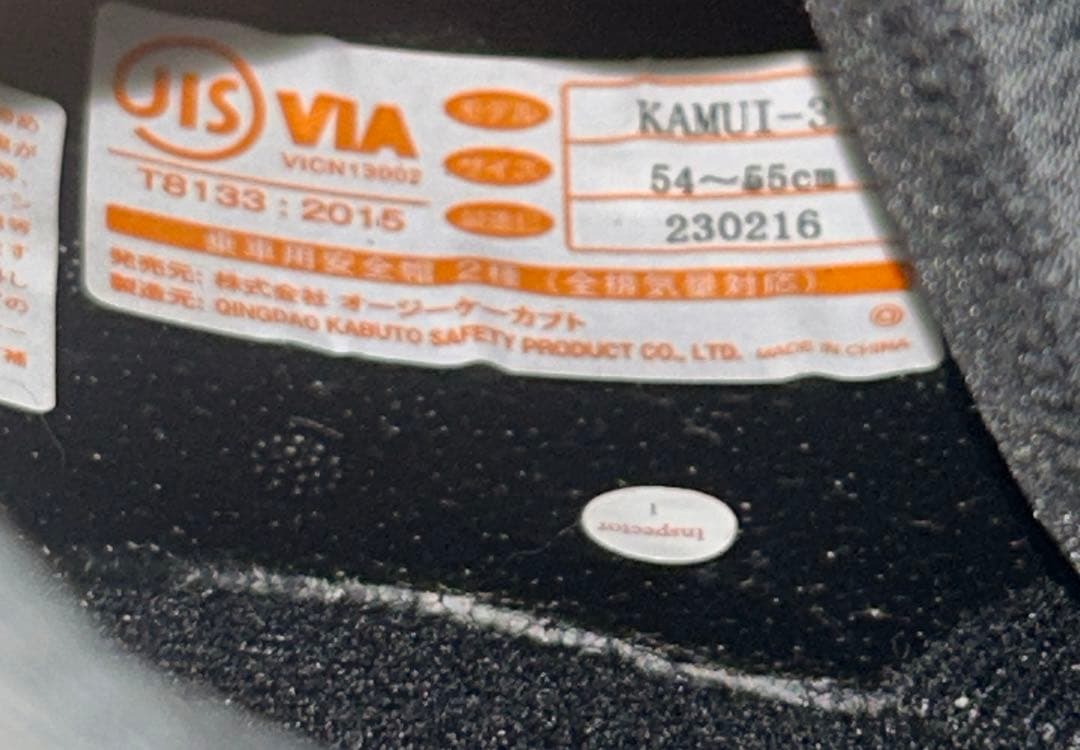 JIS VIA
VICN13002
T8133 : 2015
モデル KAMUI-3
サイズ 54～55cm
230216
乗車用安全帽 2種 (全排気量対応)
発売元: 株式会社 オージーケーカブト
製造元: QINGDAO KABUTO SAFETY PRODUCT CO., LTD. MADE IN CHINA
Inspector
1